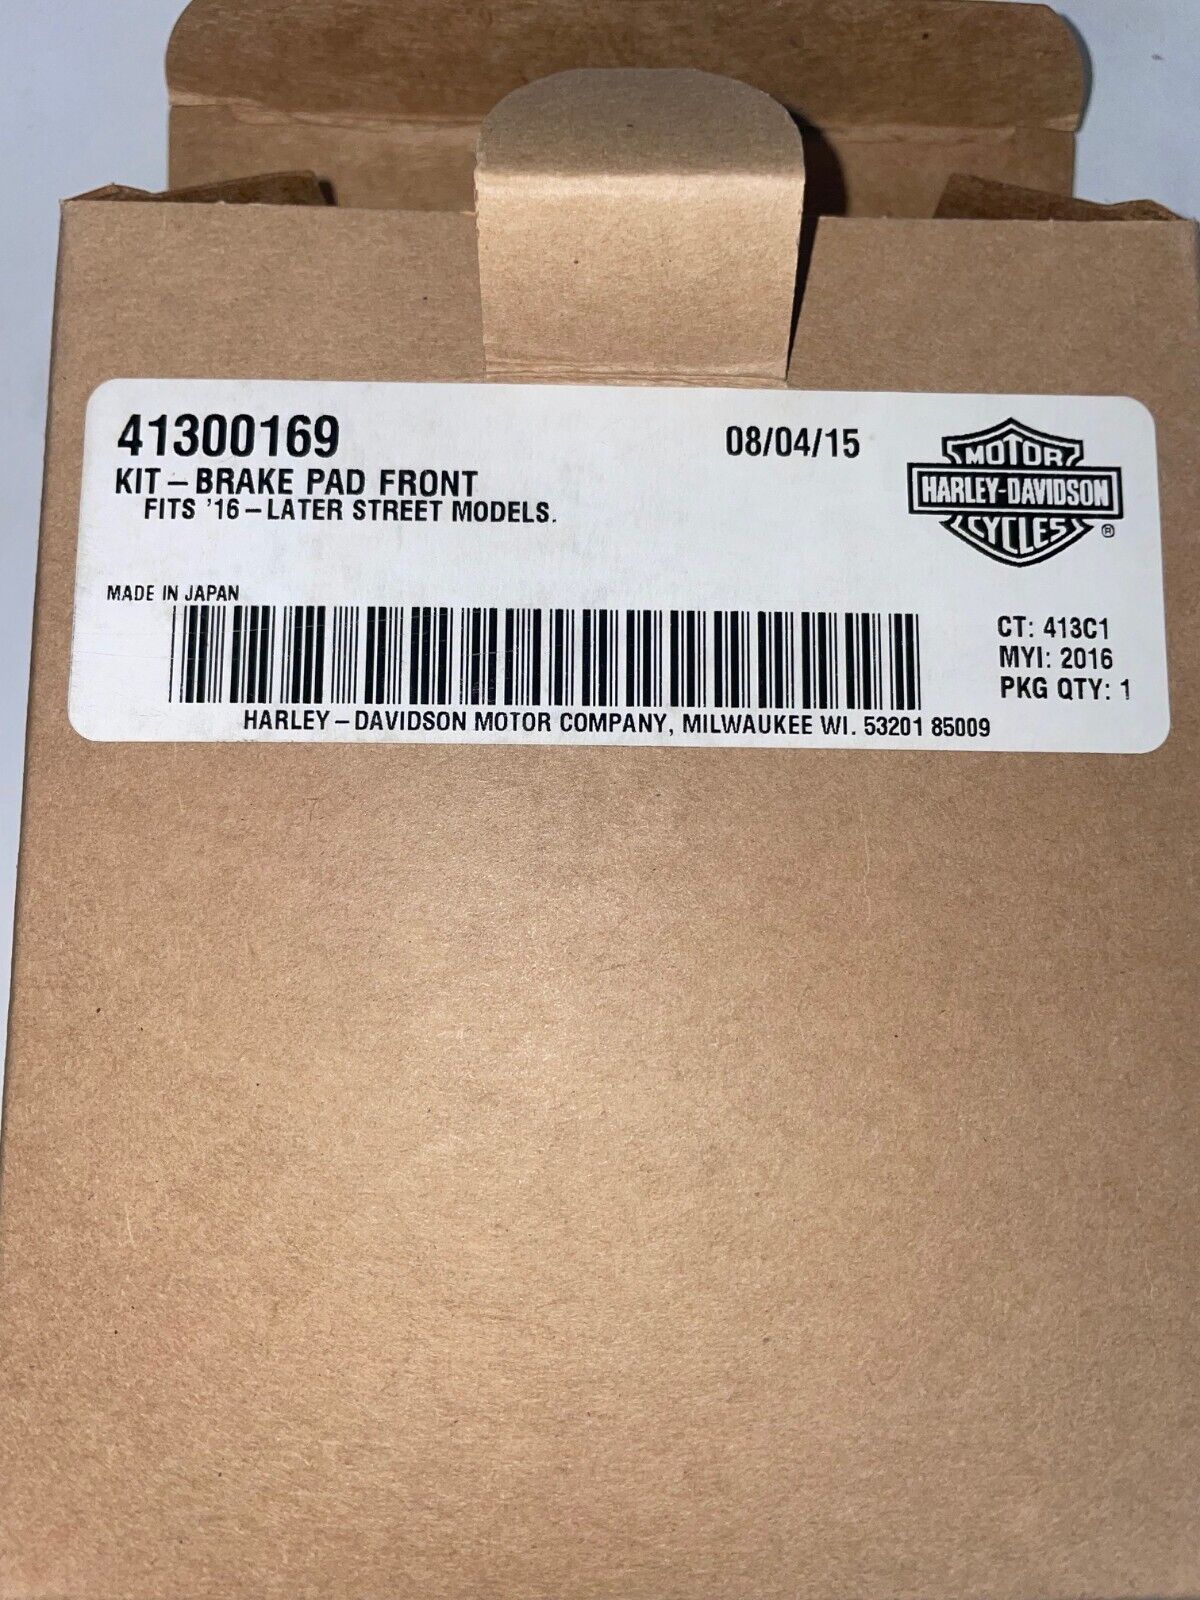 41300169
08/04/15
KIT – BRAKE PAD FRONT
FITS '16 – LATER STREET MODELS.
MOTOR
HARLEY-DAVIDSON
CYCLES
®
MADE IN JAPAN
CT: 413C1
MYI: 2016
PKG QTY: 1
HARLEY – DAVIDSON MOTOR COMPANY, MILWAUKEE WI. 53201 85009